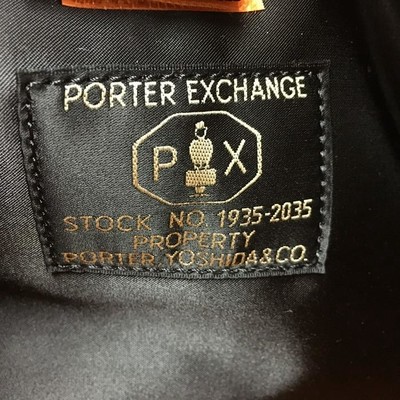 PORTER EXCHANGE
P X
STOCK NO. 1935-2035
PROPERTY
PORTER YOSHIDA&CO.